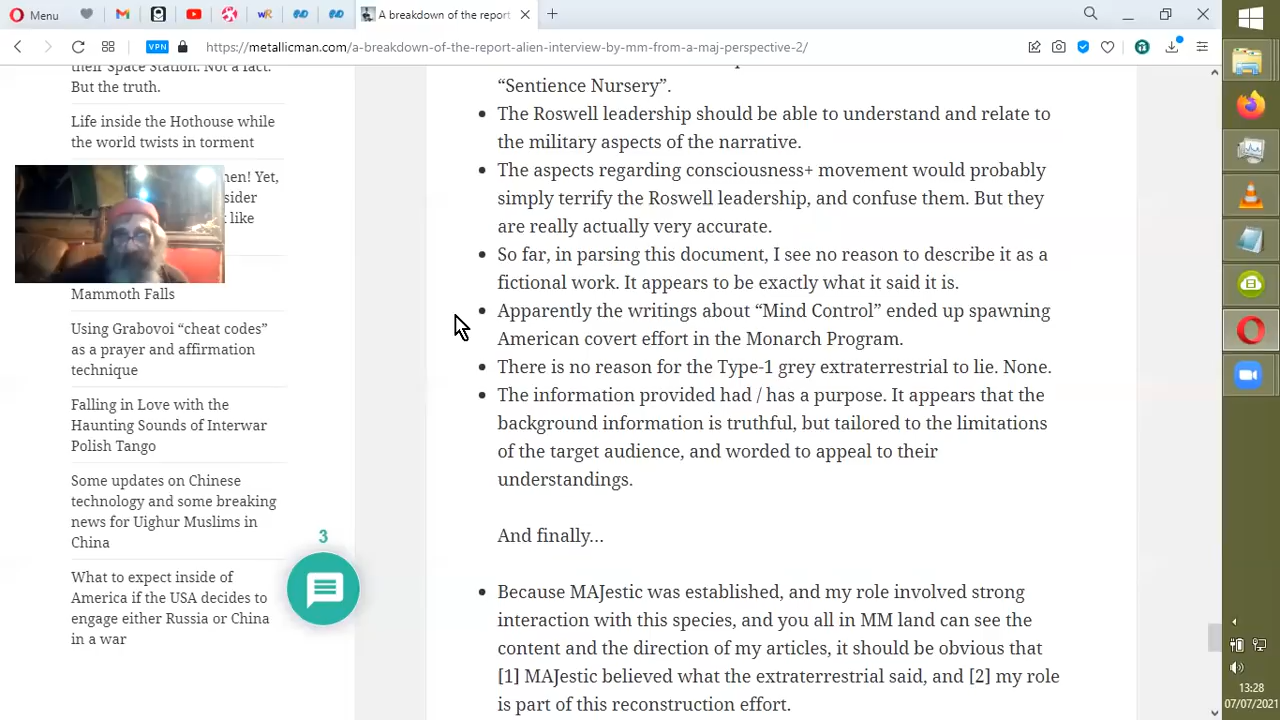 Menu
A breakdown of the report
https://metallicman.com/a-breakdown-of-the-report-alien-interview-by-mm-from-a-maj-perspective-2/
VPN
their Space Station. Not a fact.
But the truth.
Life inside the Hothouse while
the world twists in torment
men! Yet,
sider
like
Mammoth Falls
Using Grabovoi “cheat codes”
as a prayer and affirmation
technique
Falling in Love with the
Haunting Sounds of Interwar
Polish Tango
Some updates on Chinese
technology and some breaking
news for Uighur Muslims in
China
What to expect inside of
America if the USA decides to
engage either Russia or China
in a war
3
“Sentience Nursery”.
The Roswell leadership should be able to understand and relate to
the military aspects of the narrative.
The aspects regarding consciousness+ movement would probably
simply terrify the Roswell leadership, and confuse them. But they
are really actually very accurate.
So far, in parsing this document, I see no reason to describe it as a
fictional work. It appears to be exactly what it said it is.
Apparently the writings about “Mind Control” ended up spawning
American covert effort in the Monarch Program.
There is no reason for the Type-1 grey extraterrestrial to lie. None.
The information provided had / has a purpose. It appears that the
background information is truthful, but tailored to the limitations
of the target audience, and worded to appeal to their
understandings.
And finally…
Because MAJestic was established, and my role involved strong
interaction with this species, and you all in MM land can see the
content and the direction of my articles, it should be obvious that
[1] MAJestic believed what the extraterrestrial said, and [2] my role
is part of this reconstruction effort.
13:28
07/07/2021